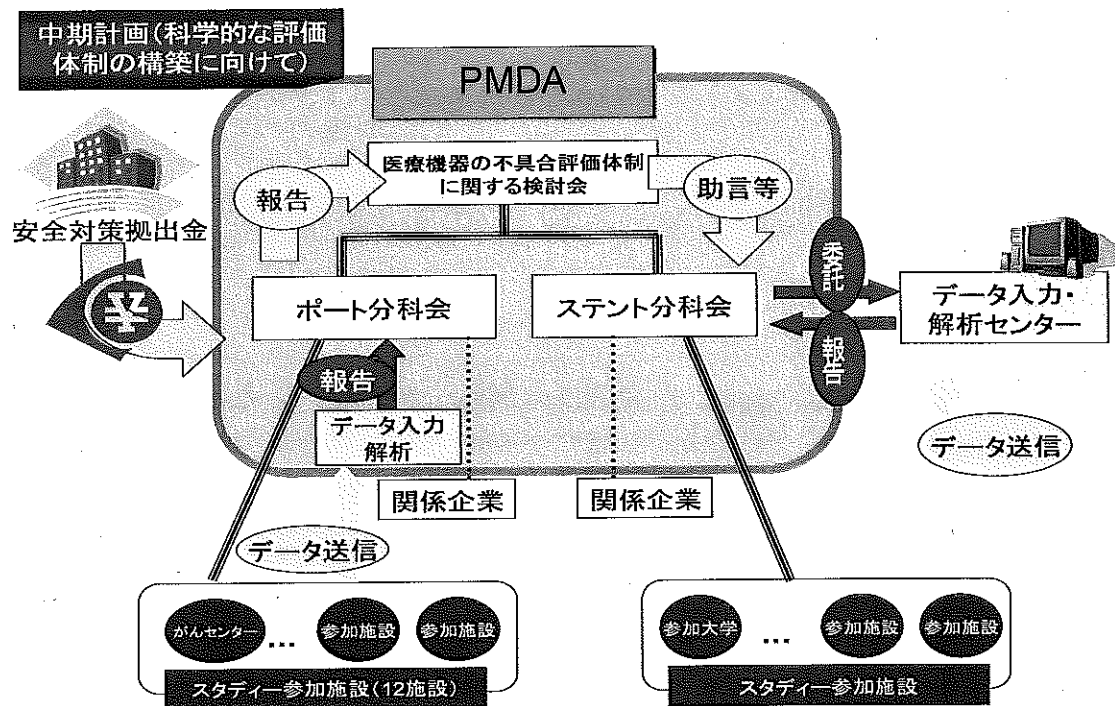 中期計画(科学的な評価
体制の構築に向けて)
PMDA
医療機器の不具合評価体制
に関する検討会
報告
助言等
安全対策拠出金
¥
ポート分科会
ステント分科会
委託
報告
データ入力・
解析センター
報告
データ入力
解析
データ送信
関係企業
関係企業
データ送信
がんセンター
...
参加施設
参加施設
スタディー参加施設(12施設)
参加大学
...
参加施設
参加施設
スタディー参加施設